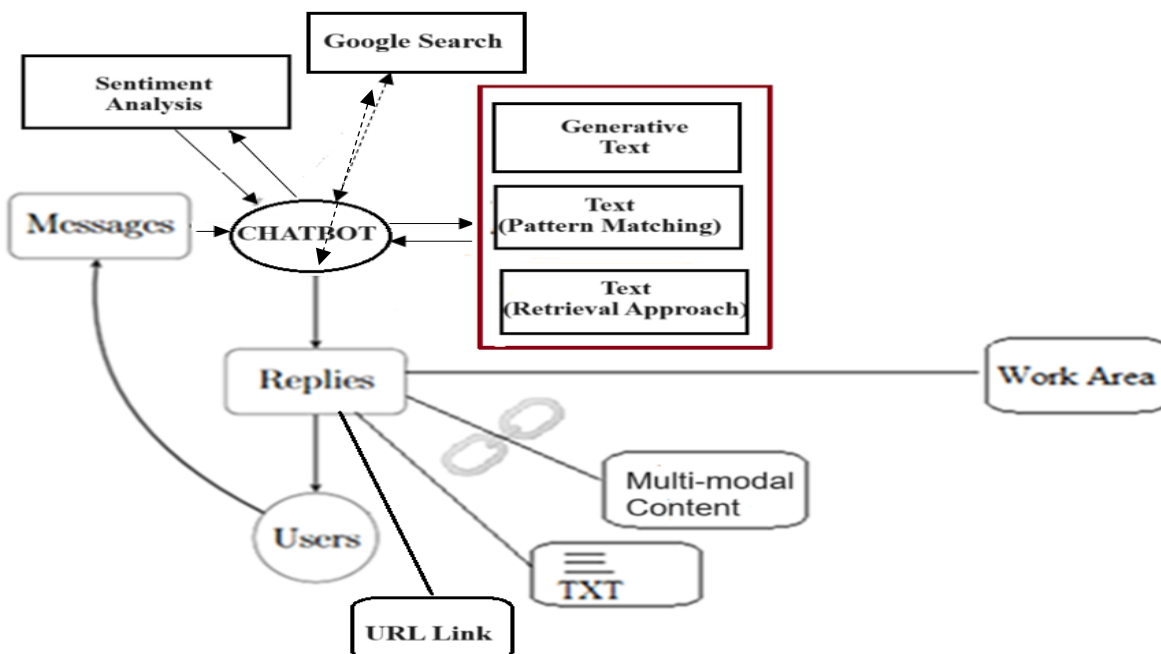 Google Search
Sentiment
Analysis
Generative
Text
Text
(Pattern Matching)
Messages
CHATBOT
Text
(Retrieval Approach)
Replies
Work Area
Multi-modal
Content
Users
TXT
URL Link